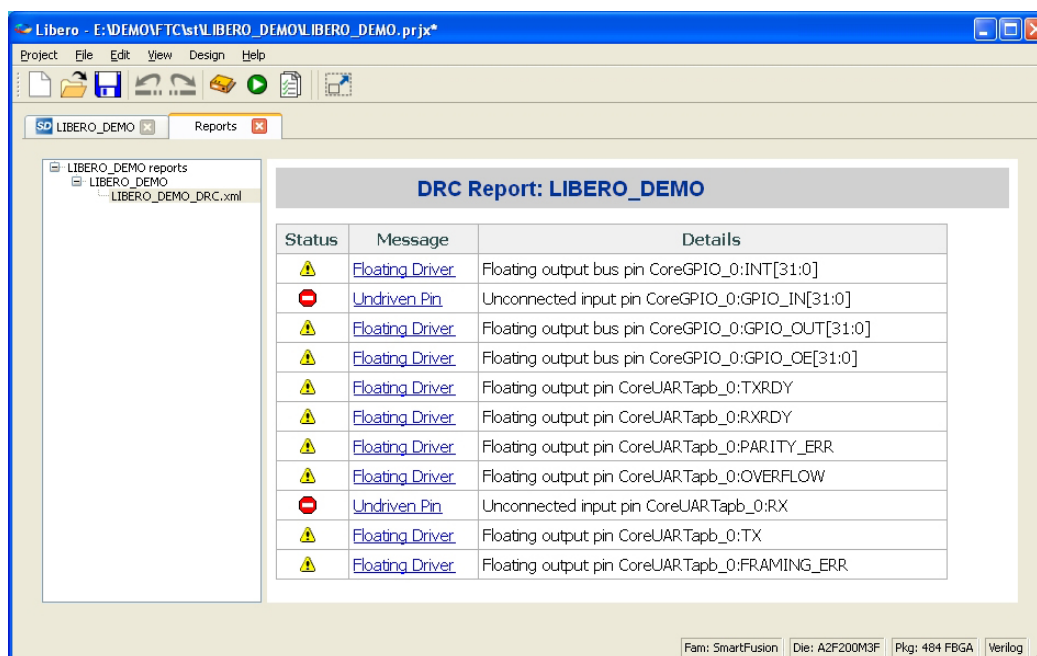 Libero - E:\DEMO\FTC\st\LIBERO_DEMO\LIBERO_DEMO.prjx*
Project File Edit View Design Help
SD LIBERO_DEMO Reports
LIBERO_DEMO reports
LIBERO_DEMO
LIBERO_DEMO_DRC.xml
DRC Report: LIBERO_DEMO
Status Message Details
Floating Driver Floating output bus pin CoreGPIO_0:INT[31:0]
Undriven Pin Unconnected input pin CoreGPIO_0:GPIO_IN[31:0]
Floating Driver Floating output bus pin CoreGPIO_0:GPIO_OUT[31:0]
Floating Driver Floating output bus pin CoreGPIO_0:GPIO_OE[31:0]
Floating Driver Floating output pin CoreUARTapb_0:TXRDY
Floating Driver Floating output pin CoreUARTapb_0:RXRDY
Floating Driver Floating output pin CoreUARTapb_0:PARITY_ERR
Floating Driver Floating output pin CoreUARTapb_0:OVERFLOW
Undriven Pin Unconnected input pin CoreUARTapb_0:RX
Floating Driver Floating output pin CoreUARTapb_0:TX
Floating Driver Floating output pin CoreUARTapb_0:FRAMING_ERR
Fam: SmartFusion Die: A2F200M3F Pkg: 484 FBGA Verilog